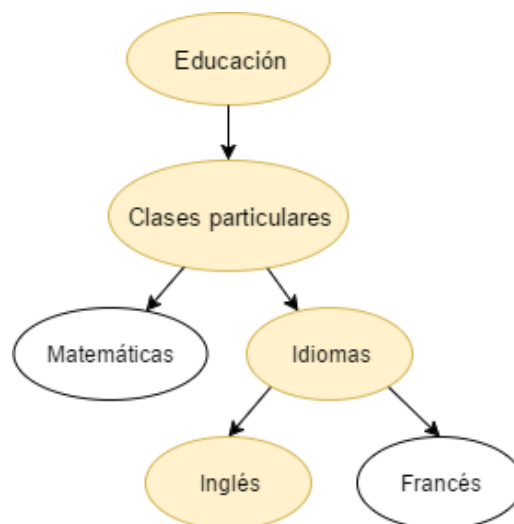 Educación
Clases particulares
Matemáticas
Idiomas
Inglés
Francés